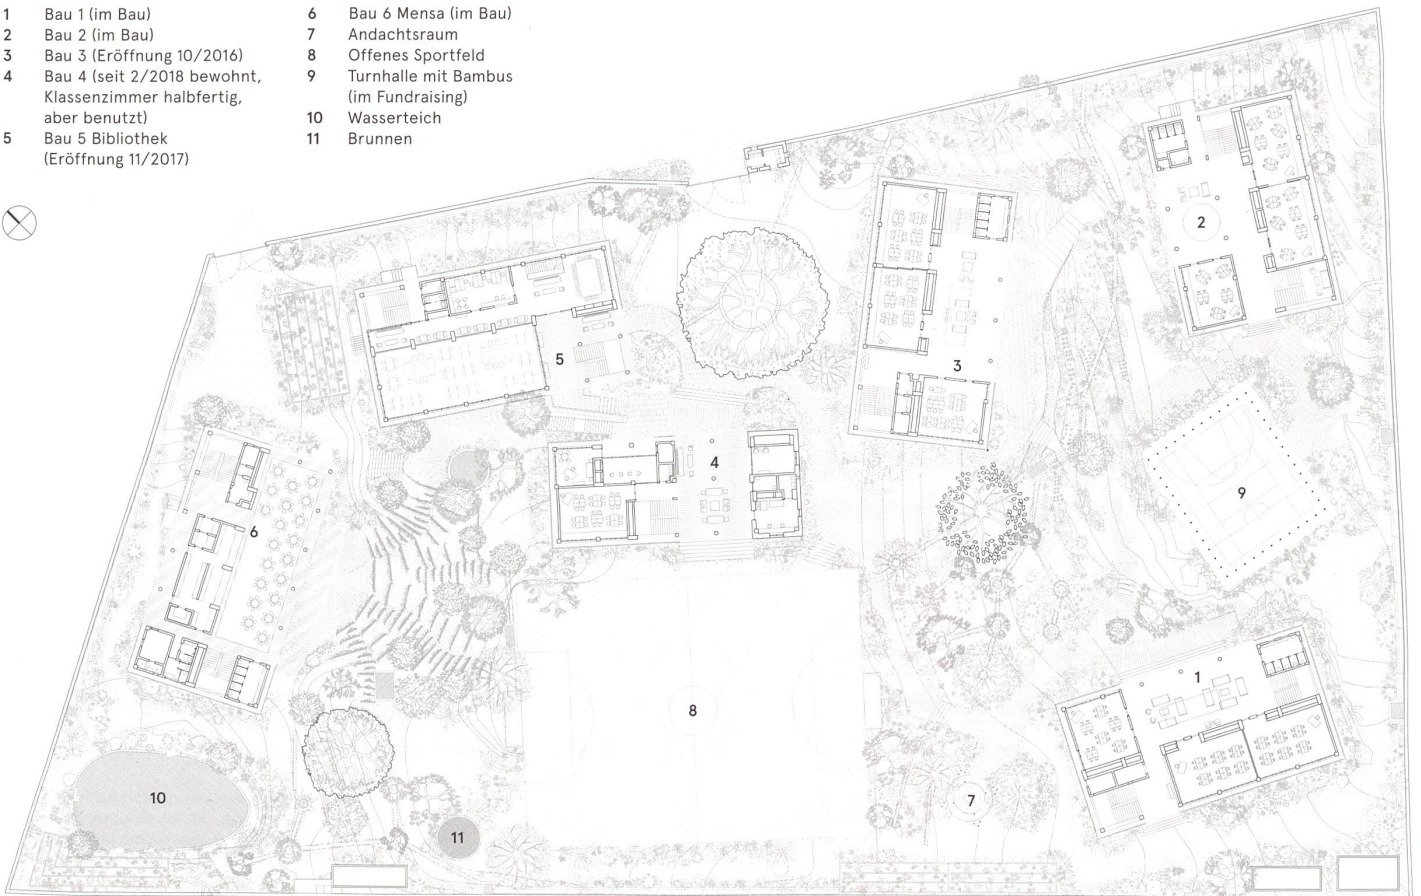 1 Bau 1 (im Bau)
2 Bau 2 (im Bau)
3 Bau 3 (Eröffnung 10/2016)
4 Bau 4 (seit 2/2018 bewohnt,
Klassenzimmer halbfertig,
aber benutzt)
5 Bau 5 Bibliothek
(Eröffnung 11/2017)
6 Bau 6 Mensa (im Bau)
7 Andachtsraum
8 Offenes Sportfeld
9 Turnhalle mit Bambus
(im Fundraising)
10 Wasserteich
11 Brunnen
2
5
3
4
9
6
1
8
10
7
11